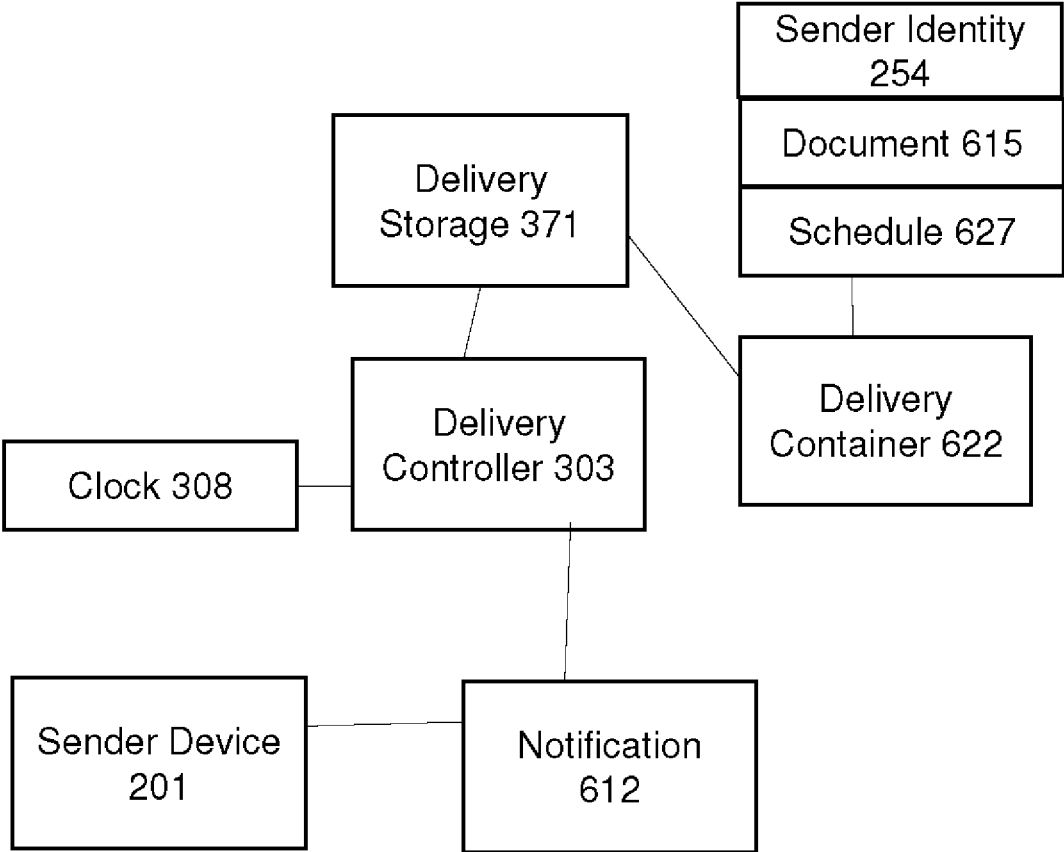 Sender Identity
254
Document 615
Schedule 627
Delivery
Storage 371
Delivery
Container 622
Delivery
Controller 303
Clock 308
Sender Device
201
Notification
612